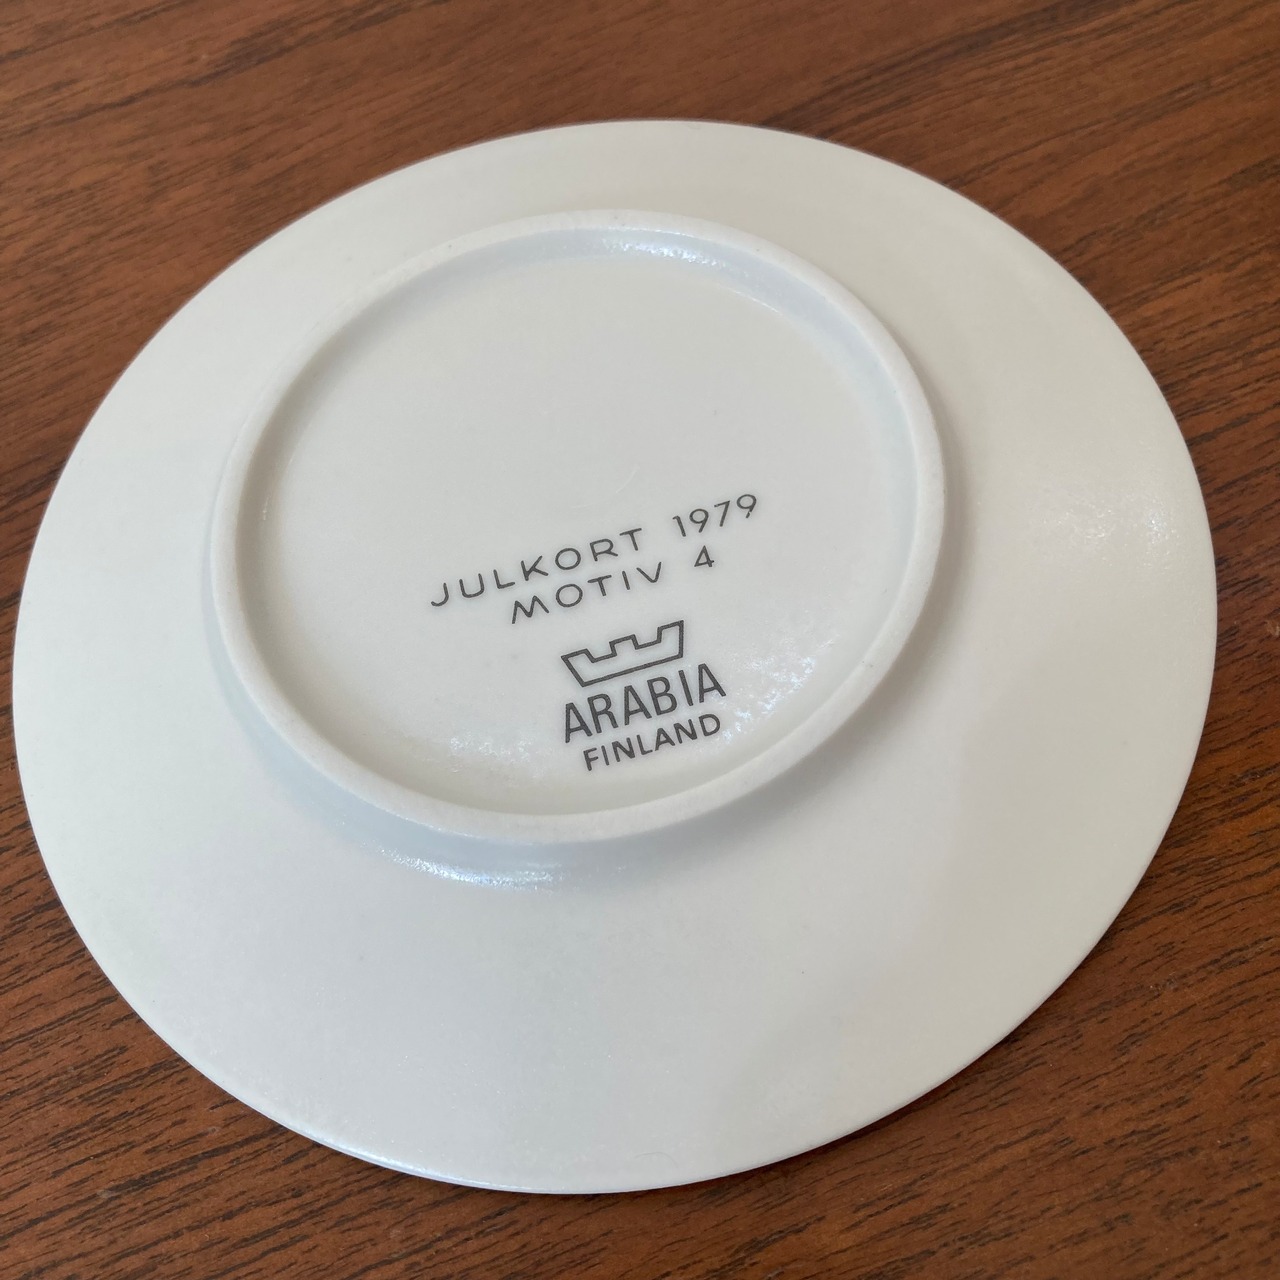 JULKORT 1979
MOTIV 4
ARABIA
FINLAND